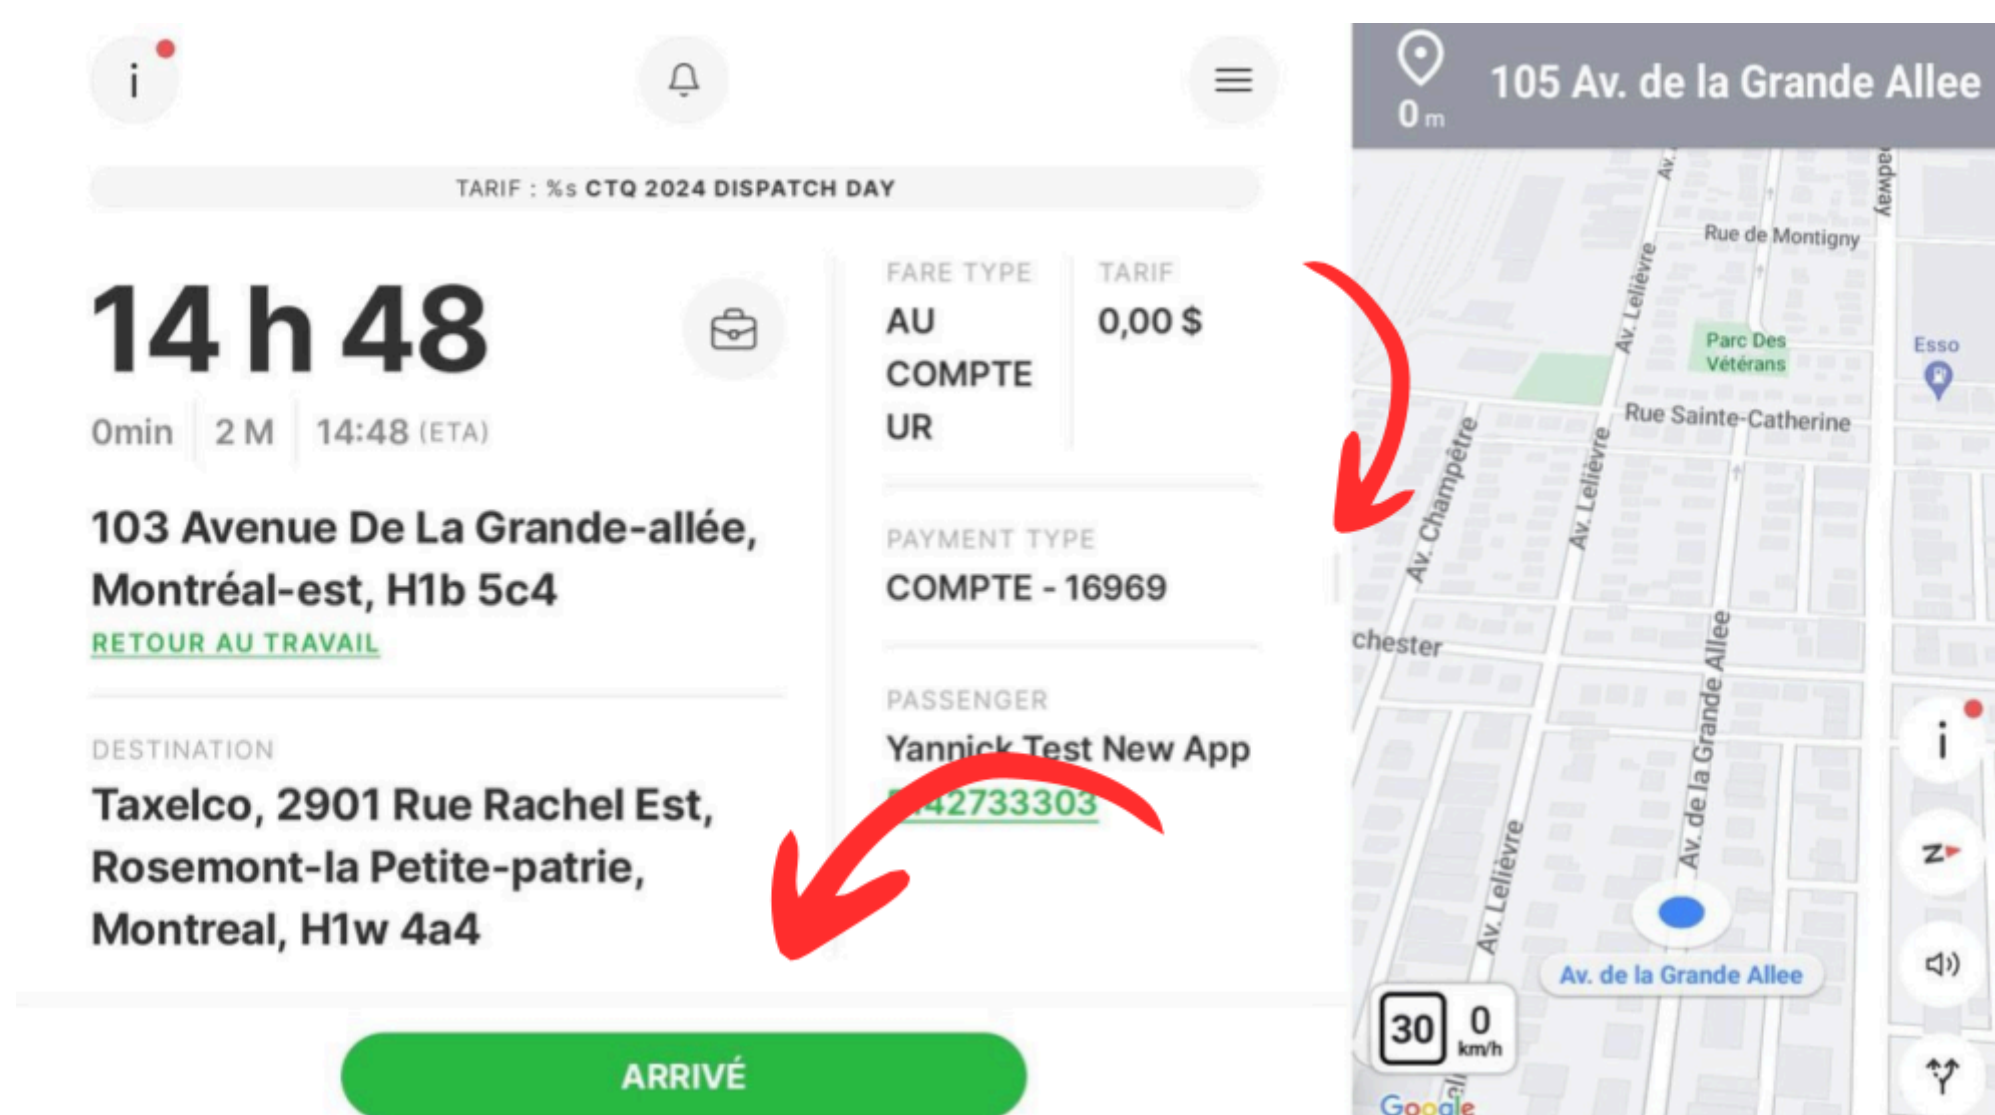 i
TARIF : %s CTQ 2024 DISPATCH DAY
14 h 48
0min
2 M
14:48 (ETA)
103 Avenue De La Grande-allée,
Montréal-est, H1b 5c4
RETOUR AU TRAVAIL
DESTINATION
Taxelco, 2901 Rue Rachel Est,
Rosemont-la Petite-patrie,
Montreal, H1w 4a4
FARE TYPE
AU
COMPTE
UR
TARIF
0,00 $
PAYMENT TYPE
COMPTE - 16969
PASSENGER
Yannick Test New App
42733303
ARRIVÉ
0 m
105 Av. de la Grande Allee
Av.
adway
Rue de Montigny
Av. Lelièvre
Parc Des
Vétérans
Esso
Rue Sainte-Catherine
Av. Champêtre
Av. Lelièvre
chester
Av. de la Grande Allee
i
N
Av. Lelièvre
Av. de la Grande Allee
30
0
km/h
Google